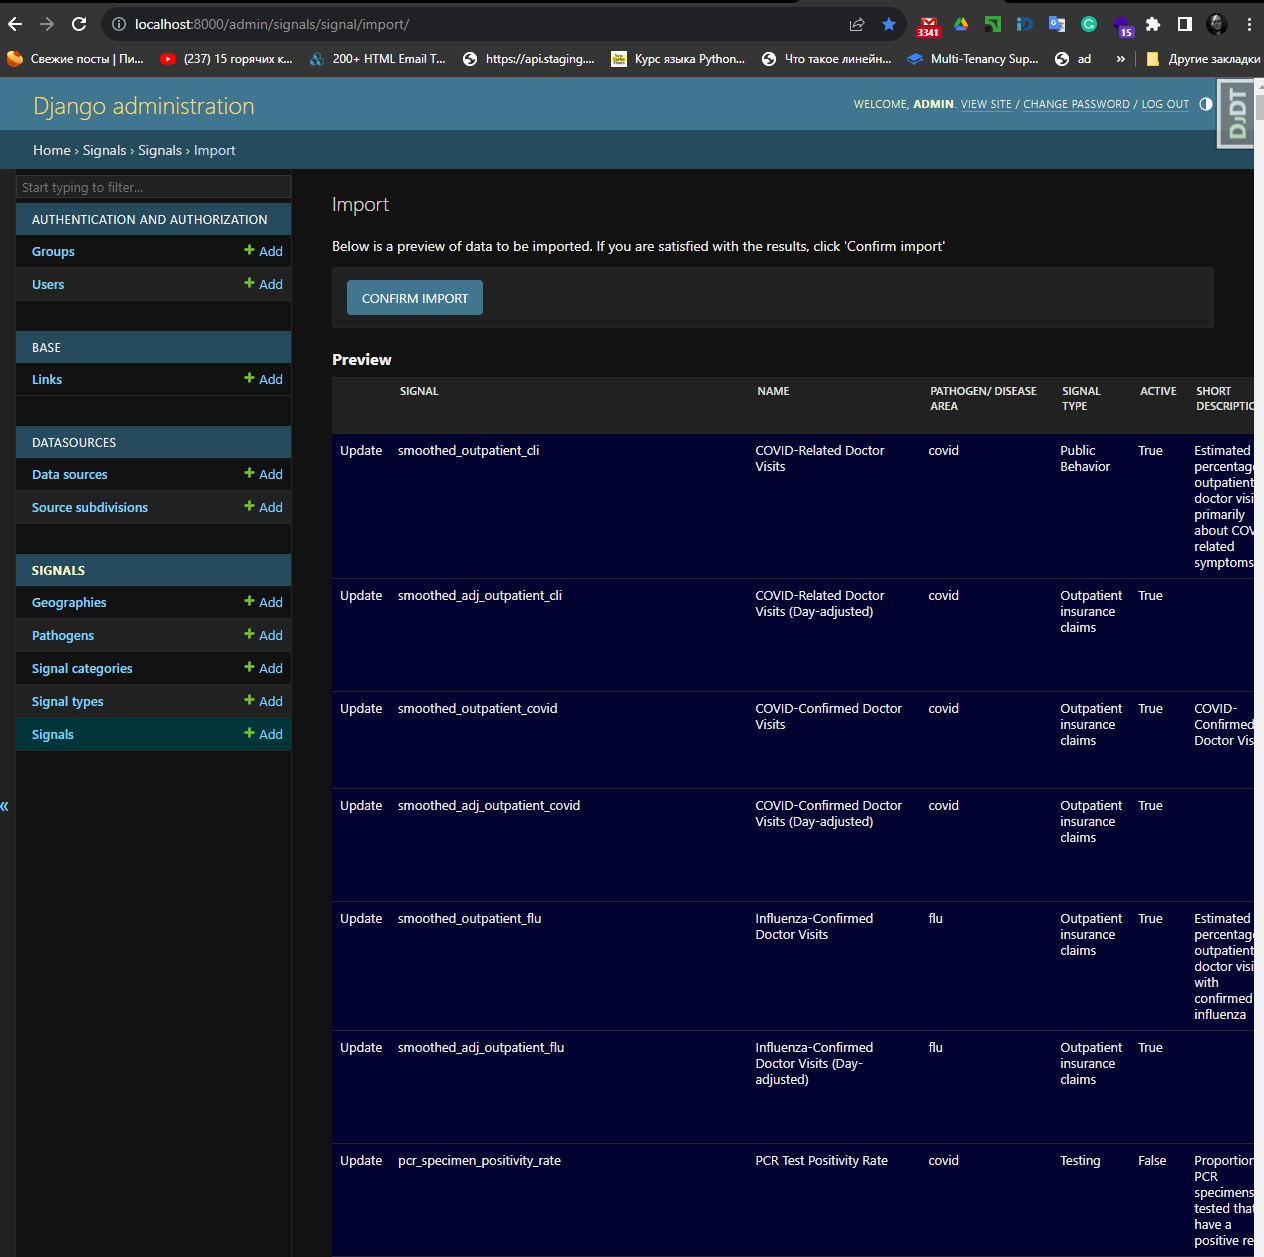 localhost:8000/admin/signals/signal/import/
3341
15
Свежие посты | Пи...
(237) 15 горячих к...
200+ HTML Email T...
https://api.staging....
Курс языка Python...
Что такое линейн...
Multi-Tenancy Sup...
ad
»
Другие закладки
Django administration
WELCOME, ADMIN. VIEW SITE / CHANGE PASSWORD / LOG OUT
DjDT
Home › Signals › Signals › Import
Start typing to filter...
AUTHENTICATION AND AUTHORIZATION
Groups + Add
Users + Add
BASE
Links + Add
DATASOURCES
Data sources + Add
Source subdivisions + Add
SIGNALS
Geographies + Add
Pathogens + Add
Signal categories + Add
Signal types + Add
Signals + Add
«
Import
Below is a preview of data to be imported. If you are satisfied with the results, click 'Confirm import'
CONFIRM IMPORT
Preview
SIGNAL NAME PATHOGEN/ DISEASE SIGNAL ACTIVE SHORT
AREA TYPE DESCRIPTIO
Update smoothed_outpatient_cli COVID-Related Doctor covid Public True Estimated
Visits Behavior percentag
outpatient
doctor visi
primarily
about COV
related
symptoms
Update smoothed_adj_outpatient_cli COVID-Related Doctor covid Outpatient True
Visits (Day-adjusted) insurance
claims
Update smoothed_outpatient_covid COVID-Confirmed Doctor covid Outpatient True COVID-
Visits insurance Confirmed
claims Doctor Vis
Update smoothed_adj_outpatient_covid COVID-Confirmed Doctor covid Outpatient True
Visits (Day-adjusted) insurance
claims
Update smoothed_outpatient_flu Influenza-Confirmed flu Outpatient True Estimated
Doctor Visits insurance percentag
claims outpatient
doctor visi
with
confirmed
influenza
Update smoothed_adj_outpatient_flu Influenza-Confirmed flu Outpatient True
Doctor Visits (Day- insurance
adjusted) claims
Update pcr_specimen_positivity_rate PCR Test Positivity Rate covid Testing False Proportion
PCR
specimens
tested that
have a
positive re